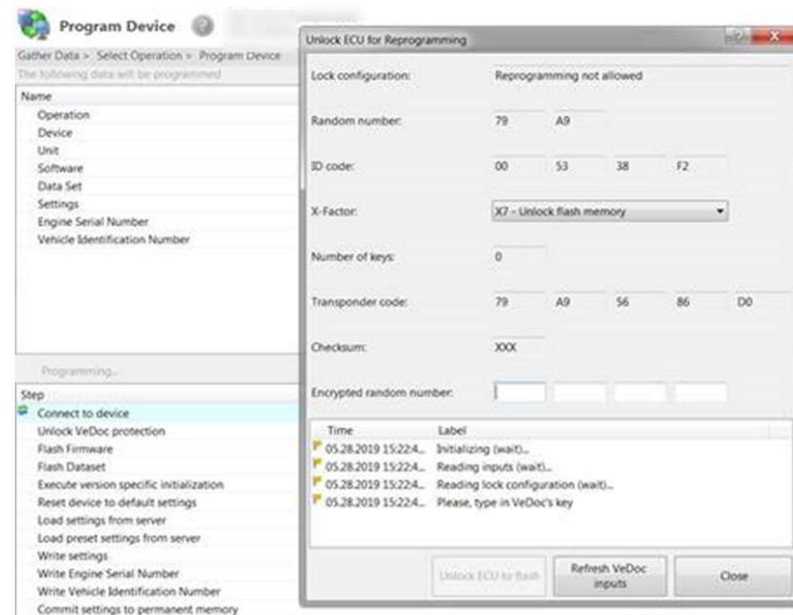 Program Device
Gather Data > Select Operation > Program Device
The following data will be programmed
Name
Operation
Device
Unit
Software
Data Set
Settings
Engine Serial Number
Vehicle Identification Number
Programming...
Step
Connect to device
Unlock VeDoc protection
Flash Firmware
Flash Dataset
Execute version specific initialization
Reset device to default settings
Load settings from server
Load preset settings from server
Write settings
Write Engine Serial Number
Write Vehicle Identification Number
Commit settings to permanent memory
Unlock ECU for Reprogramming
Lock configuration: Reprogramming not allowed
Random number: 79 A9
ID code: 00 53 38 F2
X-Factor: X7 - Unlock flash memory
Number of keys: 0
Transponder code: 79 A9 56 86 D0
Checksum: XXX
Encrypted random number:
Time Label
05.28.2019 15:22:4... Initializing (wait)...
05.28.2019 15:22:4... Reading inputs (wait)...
05.28.2019 15:22:4... Reading lock configuration (wait)...
05.28.2019 15:22:4... Please, type in VeDoc's key
Unlock ECU to flash
Refresh VeDoc
inputs
Close